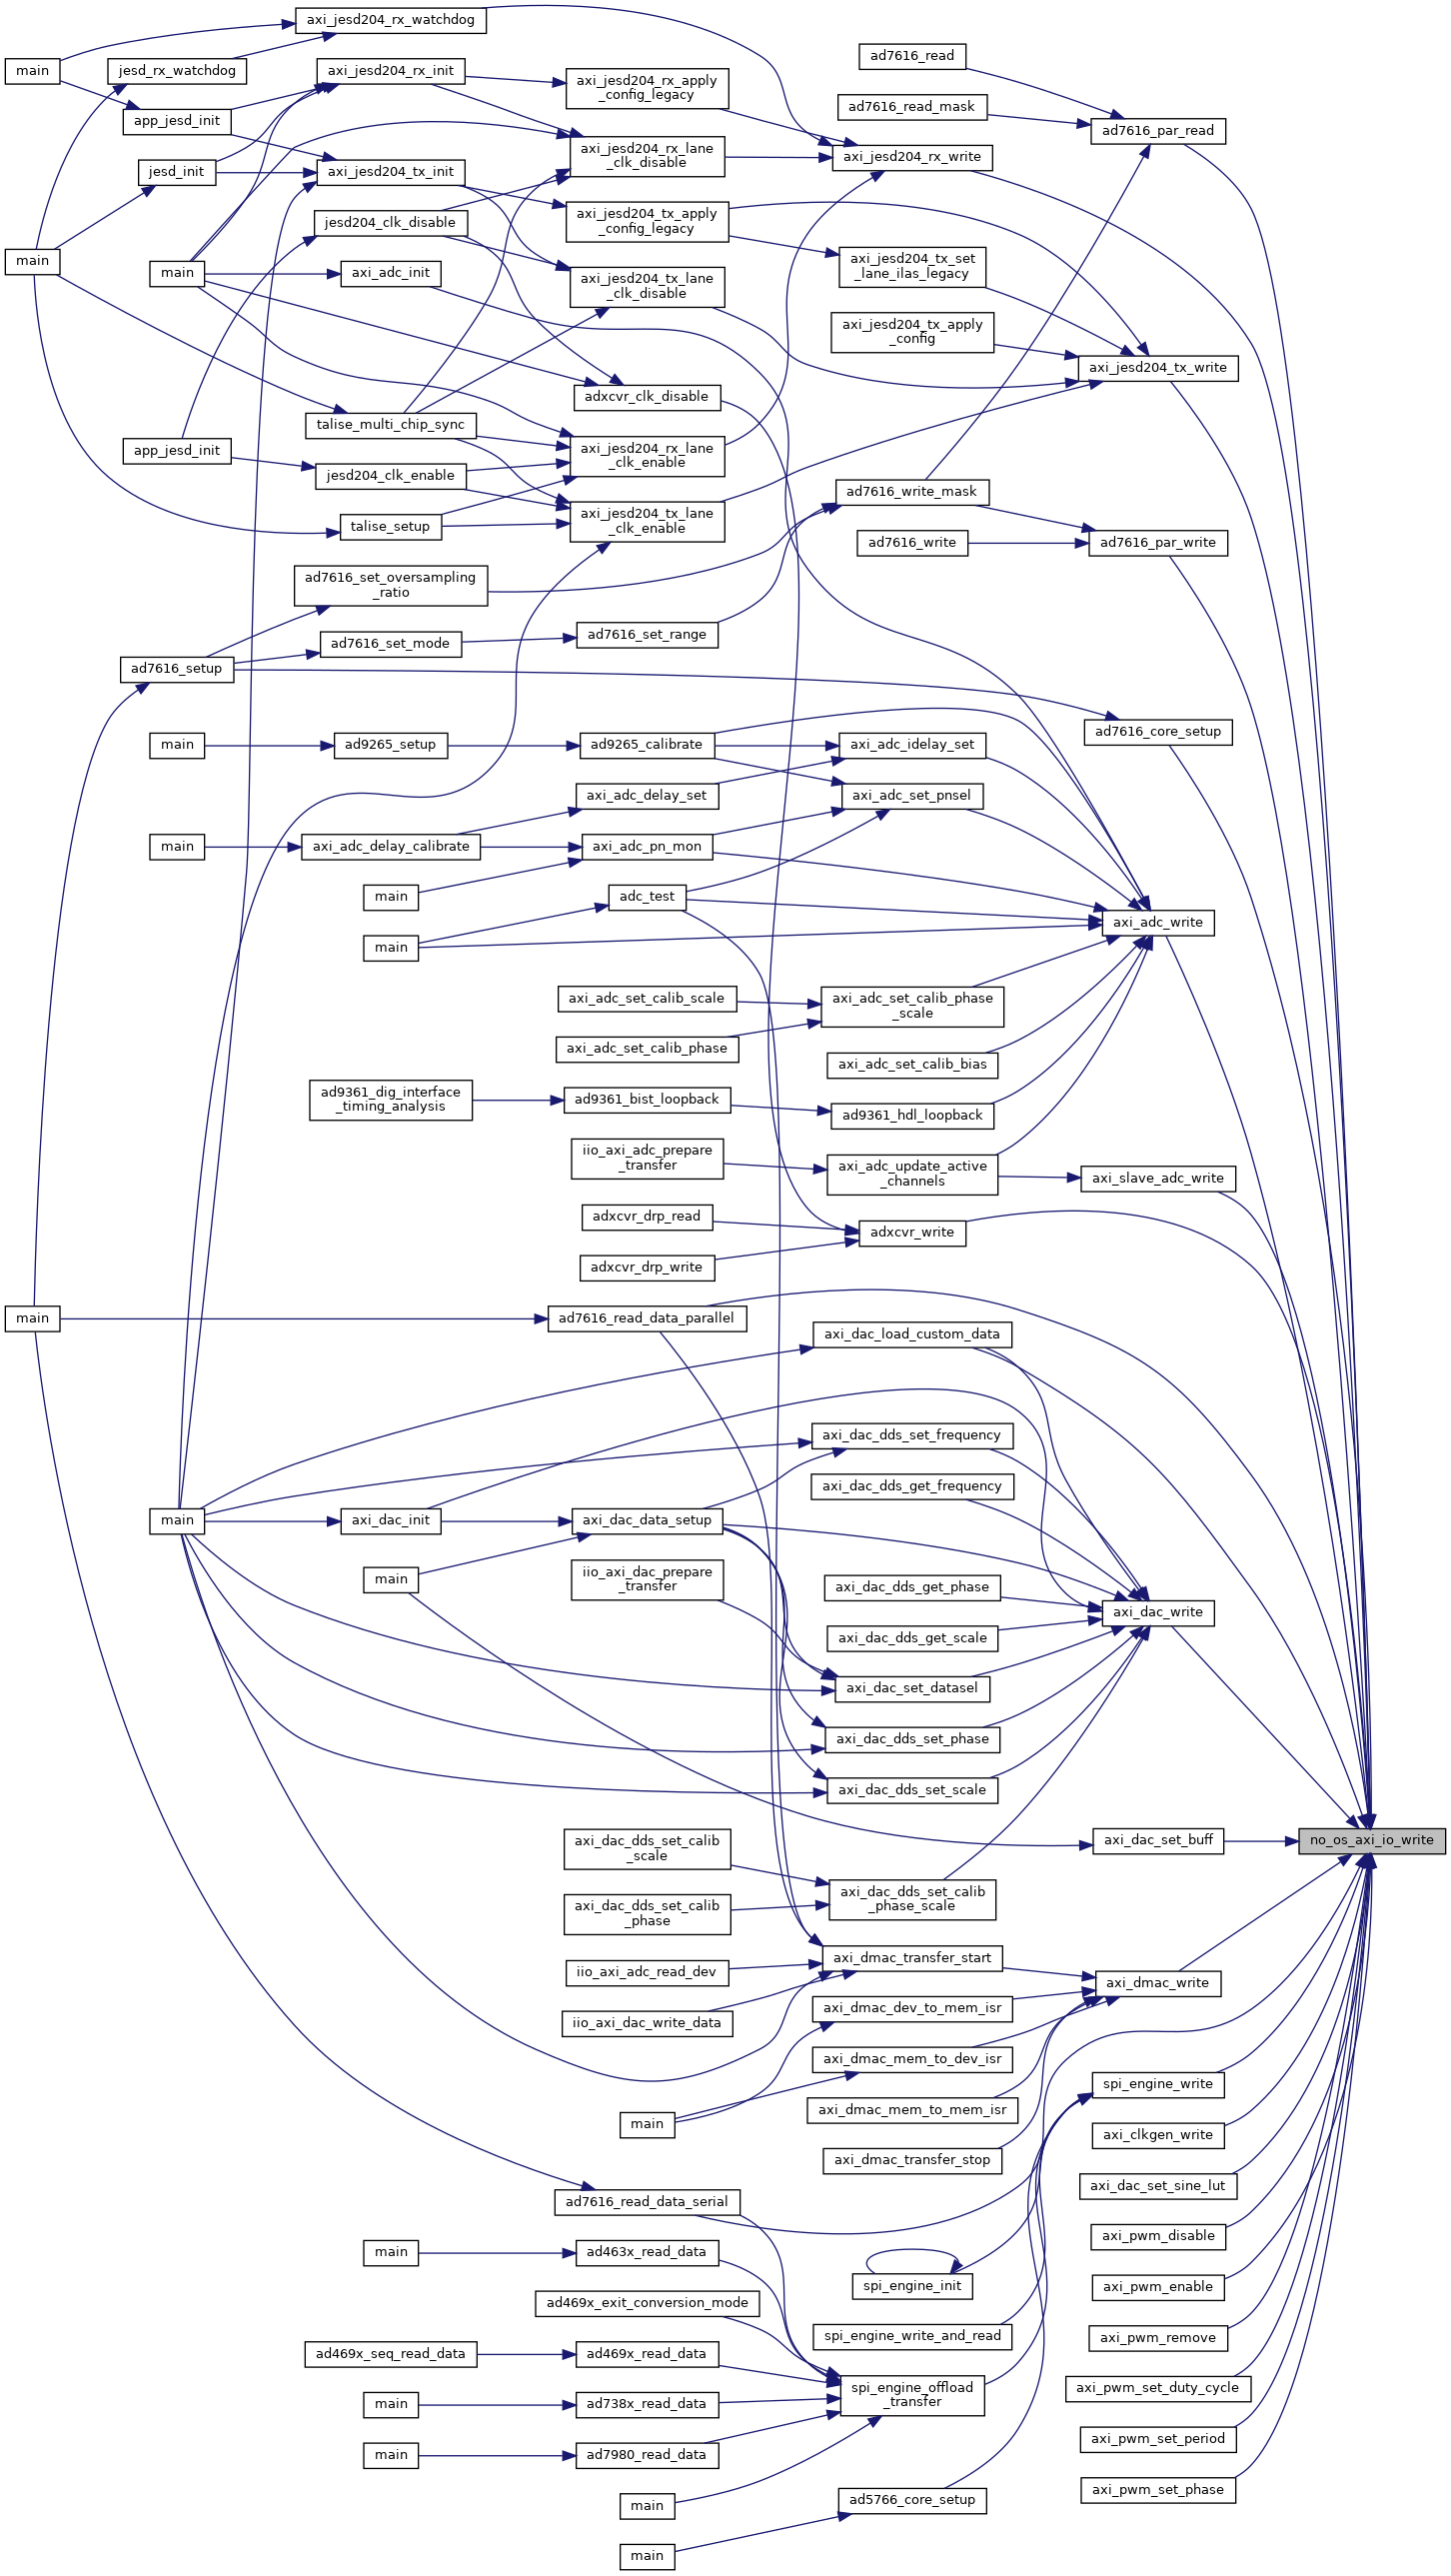 axi_jesd204_rx_watchdog
main
jesd_rx_watchdog
axi_jesd204_rx_init
axi_jesd204_rx_apply
_config_legacy
ad7616_read
ad7616_read_mask
app_jesd_init
ad7616_par_read
axi_jesd204_rx_lane
_clk_disable
axi_jesd204_rx_write
jesd_init
axi_jesd204_tx_init
jesd204_clk_disable
axi_jesd204_tx_apply
_config_legacy
main
main
axi_adc_init
axi_jesd204_tx_lane
_clk_disable
axi_jesd204_tx_set
_lane_ilas_legacy
axi_jesd204_tx_apply
_config
axi_jesd204_tx_write
adxcvr_clk_disable
talise_multi_chip_sync
app_jesd_init
axi_jesd204_rx_lane
_clk_enable
jesd204_clk_enable
ad7616_write_mask
talise_setup
axi_jesd204_tx_lane
_clk_enable
ad7616_write
ad7616_par_write
ad7616_set_oversampling
_ratio
ad7616_set_mode
ad7616_set_range
ad7616_setup
ad7616_core_setup
main
ad9265_setup
ad9265_calibrate
axi_adc_idelay_set
axi_adc_delay_set
axi_adc_set_pnsel
main
axi_adc_delay_calibrate
axi_adc_pn_mon
main
adc_test
axi_adc_write
main
axi_adc_set_calib_scale
axi_adc_set_calib_phase
_scale
axi_adc_set_calib_phase
axi_adc_set_calib_bias
ad9361_dig_interface
_timing_analysis
ad9361_bist_loopback
ad9361_hdl_loopback
iio_axi_adc_prepare
_transfer
axi_adc_update_active
_channels
axi_slave_adc_write
adxcvr_drp_read
adxcvr_write
adxcvr_drp_write
main
ad7616_read_data_parallel
axi_dac_load_custom_data
axi_dac_dds_set_frequency
axi_dac_dds_get_frequency
main
axi_dac_init
axi_dac_data_setup
main
iio_axi_dac_prepare
_transfer
axi_dac_dds_get_phase
axi_dac_write
axi_dac_dds_get_scale
axi_dac_set_datasel
axi_dac_dds_set_phase
axi_dac_dds_set_scale
axi_dac_dds_set_calib
_scale
axi_dac_set_buff
no_os_axi_io_write
axi_dac_dds_set_calib
_phase
axi_dac_dds_set_calib
_phase_scale
axi_dmac_transfer_start
iio_axi_adc_read_dev
axi_dmac_write
iio_axi_dac_write_data
axi_dmac_dev_to_mem_isr
axi_dmac_mem_to_dev_isr
spi_engine_write
axi_dmac_mem_to_mem_isr
main
axi_clkgen_write
axi_dmac_transfer_stop
axi_dac_set_sine_lut
ad7616_read_data_serial
axi_pwm_disable
main
ad463x_read_data
spi_engine_init
axi_pwm_enable
ad469x_exit_conversion_mode
spi_engine_write_and_read
axi_pwm_remove
ad469x_seq_read_data
ad469x_read_data
spi_engine_offload
_transfer
axi_pwm_set_duty_cycle
main
ad738x_read_data
axi_pwm_set_period
main
ad7980_read_data
axi_pwm_set_phase
main
ad5766_core_setup
main